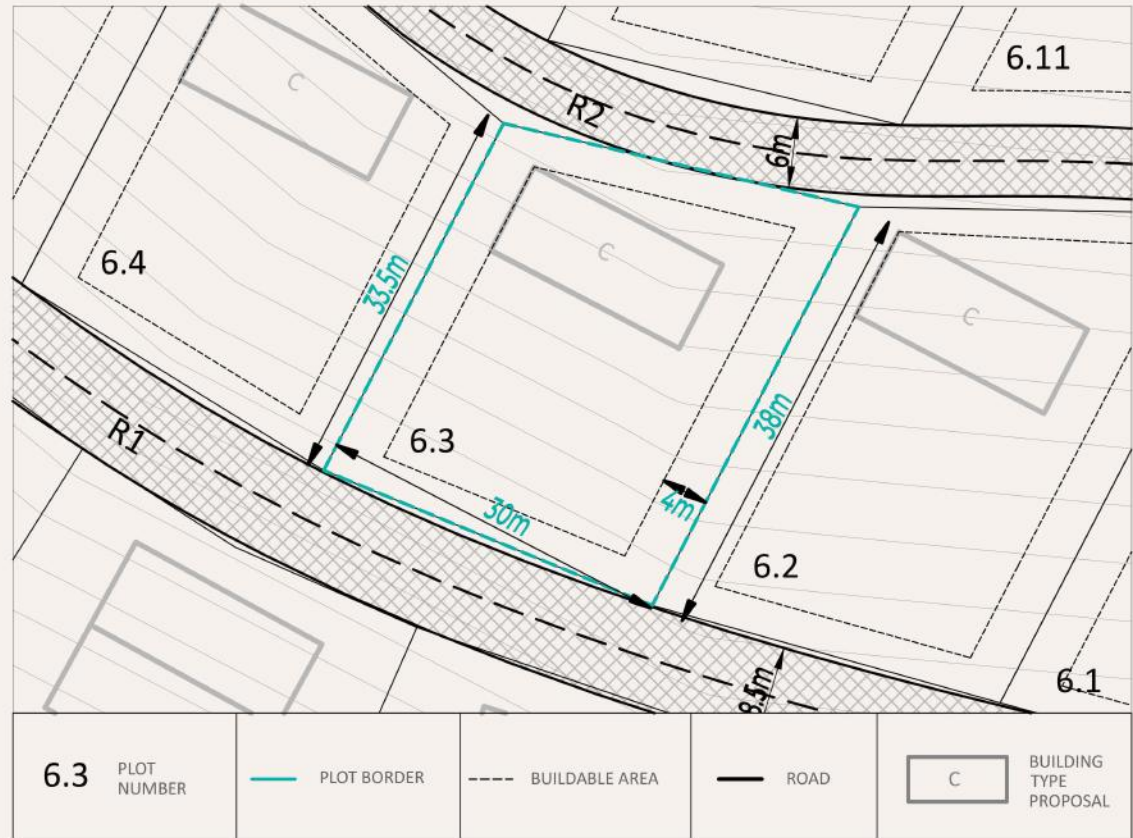 6.11
C
R2
6m
6.4
33.5m
C
C
38m
6.3
R1
30m
4m
6.2
8.5m
6.1
6.3 PLOT
NUMBER
PLOT BORDER
BUILDABLE AREA
ROAD
C
BUILDING
TYPE
PROPOSAL